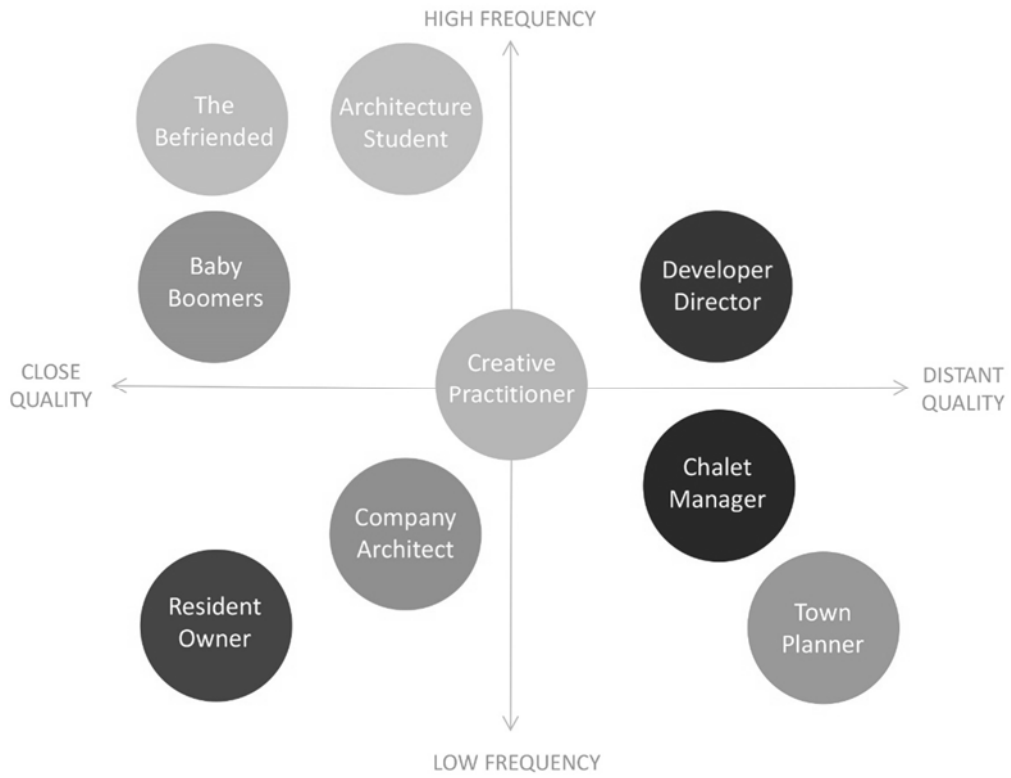 HIGH FREQUENCY
The
Befriended
Architecture
Student
Baby
Boomers
Developer
Director
CLOSE
QUALITY
Creative
Practitioner
DISTANT
QUALITY
Chalet
Manager
Company
Architect
Resident
Owner
Town
Planner
LOW FREQUENCY